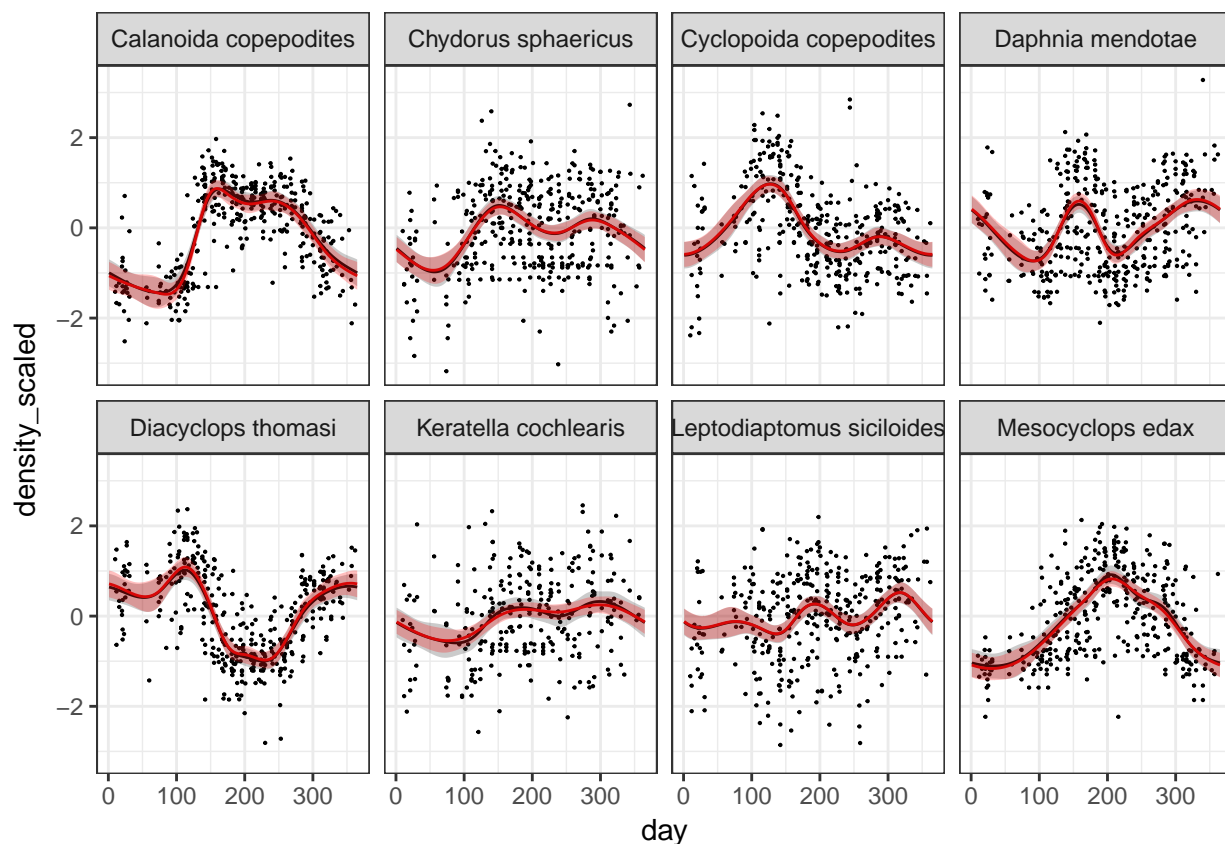 Calanoida copepodites
Chydorus sphaericus
Cyclopoida copepodites
Daphnia mendotae
2
0
−2
Diacyclops thomasi
Keratella cochlearis
Leptodiaptomus siciloides
Mesocyclops edax
2
0
−2
0 100 200 300
0 100 200 300
0 100 200 300
0 100 200 300
day
density_scaled